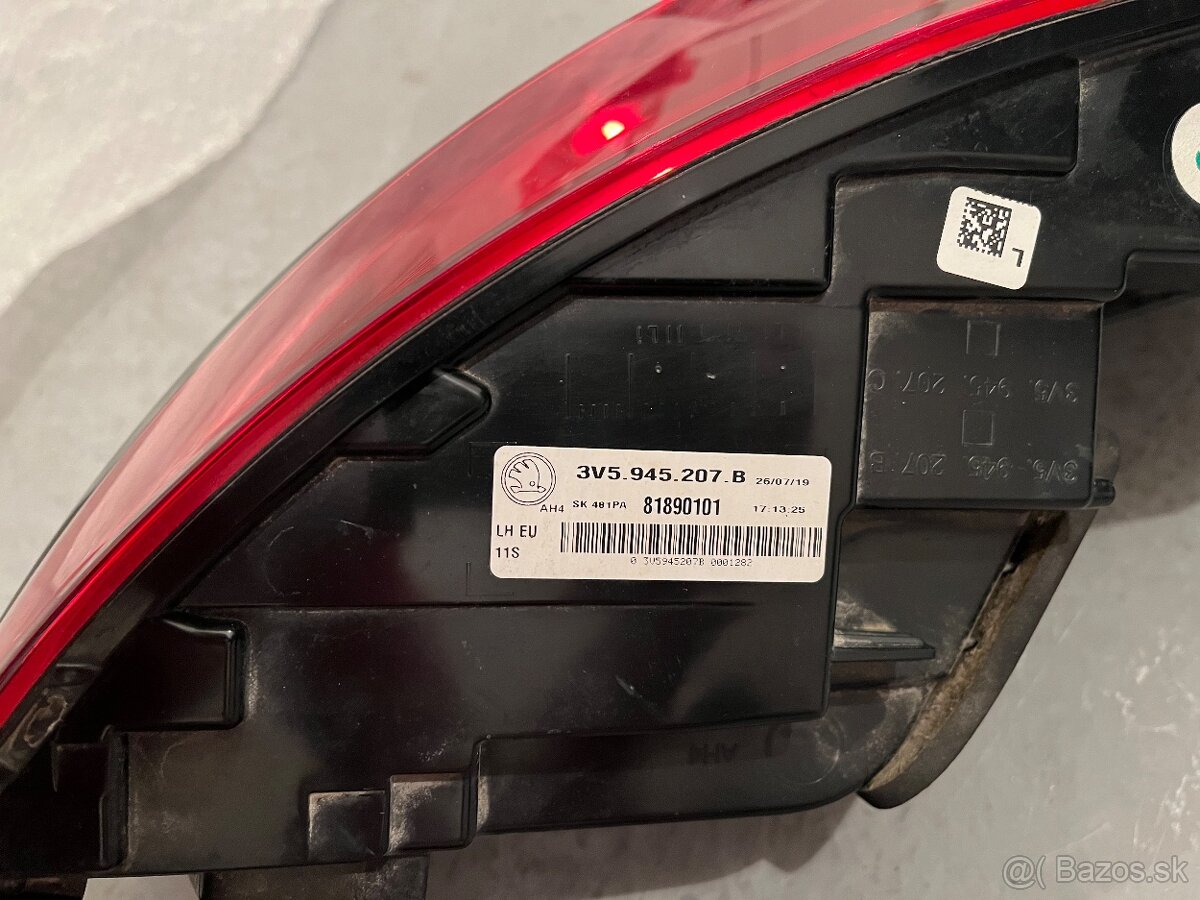 L
3V5. 945. 207. C
3V5. 945. 207. B
3V5.945.207.B 26/07/19
AH4 SK 481PA 81890101 17:13:25
LH EU
11S
0 3V5945207B 0001282
AH4
@( Bazos.sk